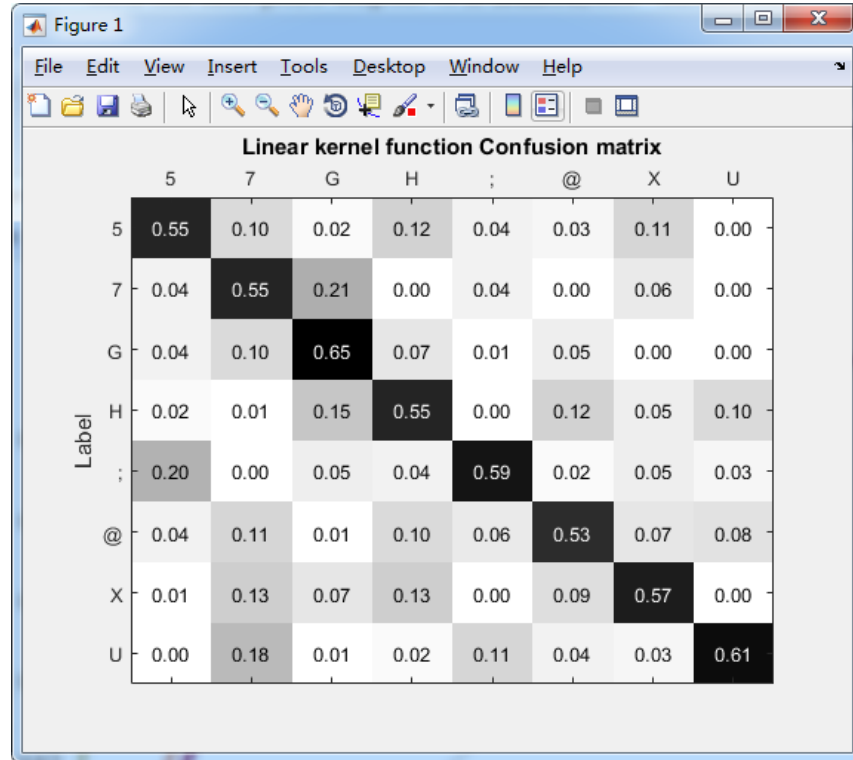 Figure 1
File Edit View Insert Tools Desktop Window Help
Linear kernel function Confusion matrix
5 7 G H ; @ X U
5 0.55 0.10 0.02 0.12 0.04 0.03 0.11 0.00
7 0.04 0.55 0.21 0.00 0.04 0.00 0.06 0.00
G 0.04 0.10 0.65 0.07 0.01 0.05 0.00 0.00
H 0.02 0.01 0.15 0.55 0.00 0.12 0.05 0.10
Label
; 0.20 0.00 0.05 0.04 0.59 0.02 0.05 0.03
@ 0.04 0.11 0.01 0.10 0.06 0.53 0.07 0.08
X 0.01 0.13 0.07 0.13 0.00 0.09 0.57 0.00
U 0.00 0.18 0.01 0.02 0.11 0.04 0.03 0.61